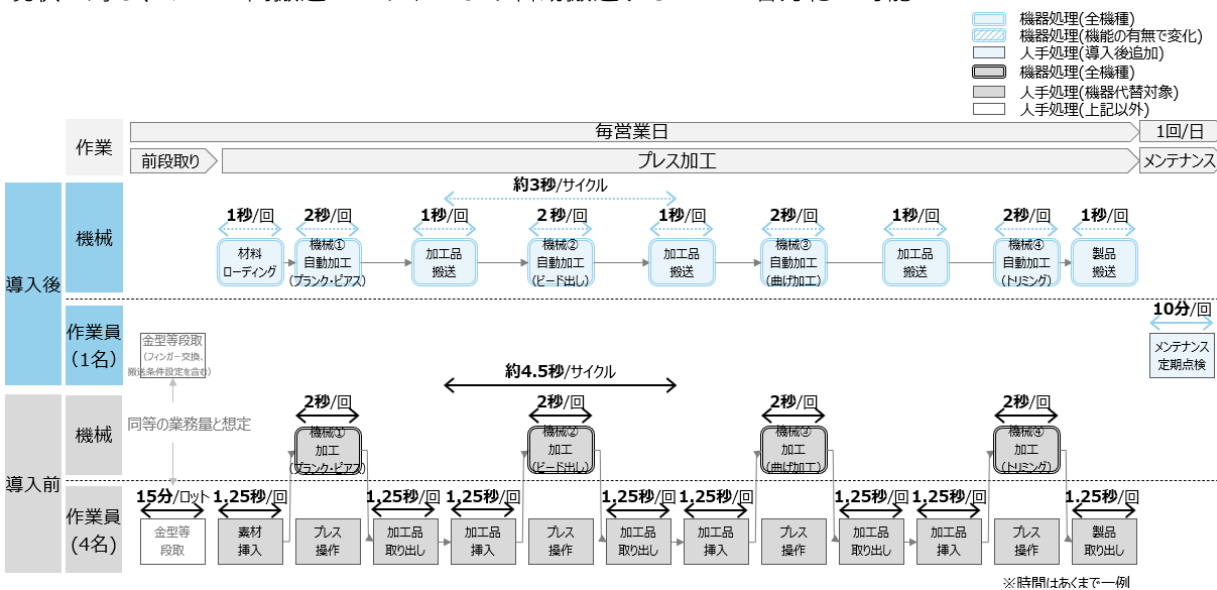 機器処理(全機種)
機器処理(機能の有無で変化)
人手処理(導入後追加)
機器処理(全機種)
人手処理(機器代替対象)
人手処理(上記以外)
作業
毎営業日
1回/日
前段取り
プレス加工
メンテナンス
導入後
機械
約3秒/サイクル
1秒/回
2秒/回
1秒/回
2秒/回
1秒/回
2秒/回
1秒/回
2秒/回
1秒/回
材料
ローディング
機械①
自動加工
(ブランク・ピアス)
加工品
搬送
機械②
自動加工
(ビード出し)
加工品
搬送
機械③
自動加工
(曲げ加工)
加工品
搬送
機械④
自動加工
(トリミング)
製品
搬送
作業員
(1名)
金型等段取
(フィンガー交換、
搬送条件設定を含む)
10分/回
メンテナンス
定期点検
約4.5秒/サイクル
同等の業務量と想定
導入前
機械
2秒/回
2秒/回
2秒/回
2秒/回
機械①
加工
(ブランク・ピアス)
機械②
加工
(ビード出し)
機械③
加工
(曲げ加工)
機械④
加工
(トリミング)
作業員
(4名)
15分/ロット
1.25秒/回
1.25秒/回
1.25秒/回
1.25秒/回
1.25秒/回
1.25秒/回
1.25秒/回
1.25秒/回
金型等
段取
素材
挿入
プレス
操作
加工品
取り出し
加工品
挿入
プレス
操作
加工品
取り出し
加工品
挿入
プレス
操作
加工品
取り出し
加工品
挿入
プレス
操作
製品
取り出し
※時間はあくまで一例